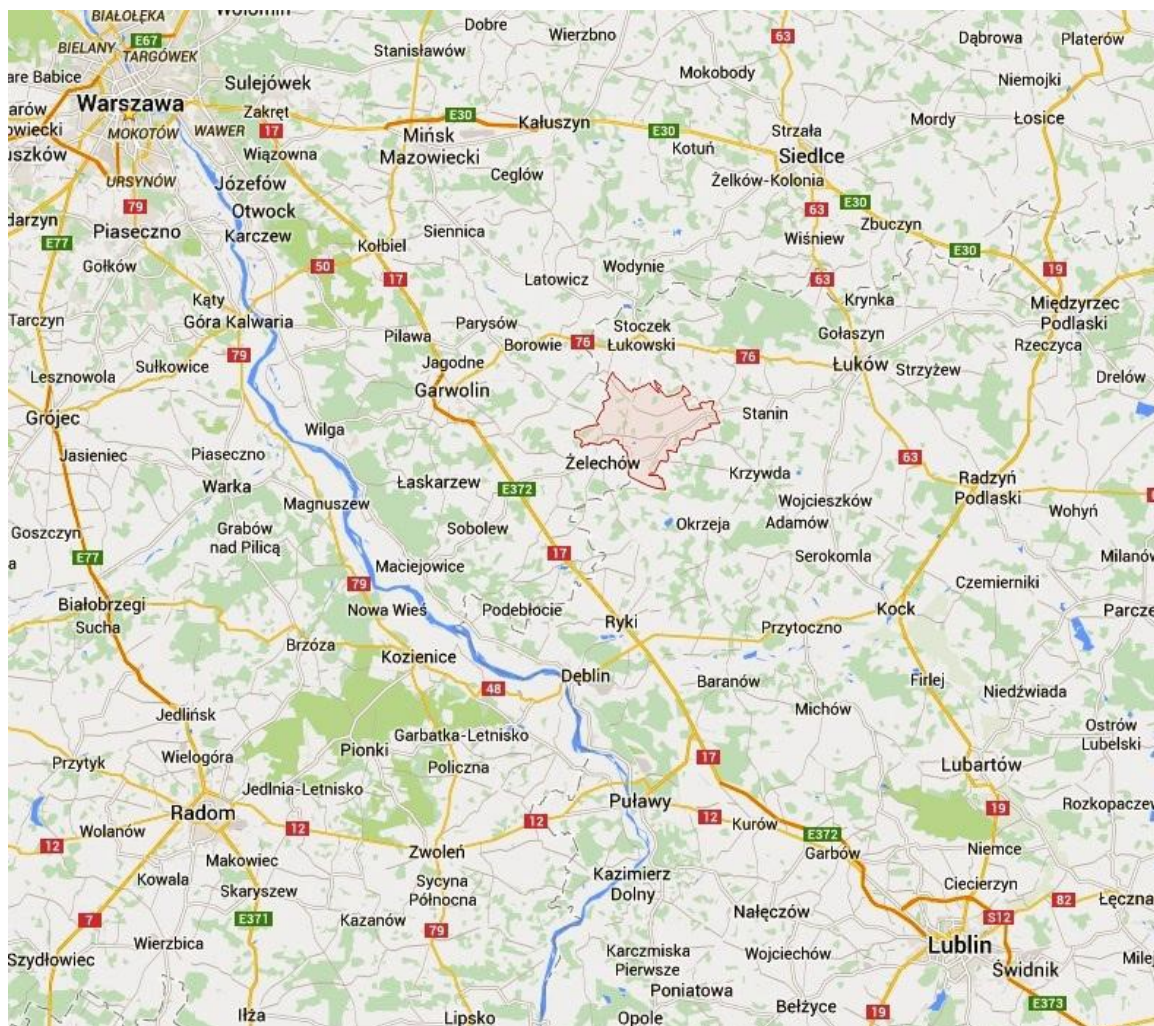 BIAŁOŁĘKA
Wołomin
Dobre
Wierzbno
63
Dąbrowa
Platerów
BIELANY
E67
TARGÓWEK
Stanisławów
Mokobody
Niemojki
are Babice
Sulejówek
Warszawa
Zakręt
E30
Kałuszyn
Mordy
Łosice
arów
owiecki
MOKOTÓW
WAWER
17
Mińsk
Mazowiecki
E30
Kotuń
Strzała
Siedlce
uszków
Wiązowna
Cegłów
Żelków-Kolonia
URSYNÓW
Józefów
79
Otwock
63
E30
darzyn
Piaseczno
Karczew
Siennica
Wiśniew
Zbuczyn
E77
Kołbiel
E30
Gołków
50
17
Latowicz
Wodynie
63
19
Kąty
Krynka
Międzyrzec
Podlaski
Tarczyn
Góra Kalwaria
Parysów
Stoczek
Łukowski
Gołaszyn
Pilawa
Borowie
76
76
Rzeczyca
79
Sułkowice
Jagodne
Łuków
Strzyżew
Lesznowola
Garwolin
Drelów
Grójec
Stanin
Wilga
Jasieniec
Piaseczno
Żelechów
63
Warka
Łaskarzew
E372
Krzywda
Radzyń
Podlaski
Magnuszew
Wojcieszków
Goszczyn
Grabów
nad Pilicą
Sobolew
Okrzeja
Adamów
Wohyń
E77
17
Serokomla
Milanów
a
Maciejowice
79
Czemierniki
Białobrzegi
Nowa Wieś
Podebłocie
Kock
Parcze
Sucha
Ryki
Przytoczno
Brzóza
Kozienice
Dęblin
48
Baranów
Firlej
Niedźwiada
Jedlińsk
Michów
Garbatka-Letnisko
Ostrów
Lubelski
Wielogóra
Pionki
17
Przytyk
Policzna
Lubartów
Jedlnia-Letnisko
Puławy
Radom
19
Rozkopaczew
Wolanów
12
12
12
12
Kurów
E372
Zwoleń
Garbów
Niemce
Makowiec
Kowala
Sycyna
Północna
Kazimierz
Dolny
Ciecierzyn
Skaryszew
82
Łęczna
7
E371
Kazanów
79
Nałęczów
S12
Wierzbica
Lublin
Szydłowiec
Karczmiska
Pierwsze
Wojciechów
Świdnik
Milej
Poniatowa
Bełżyce
19
E373
Iłża
Lipsko
Opole